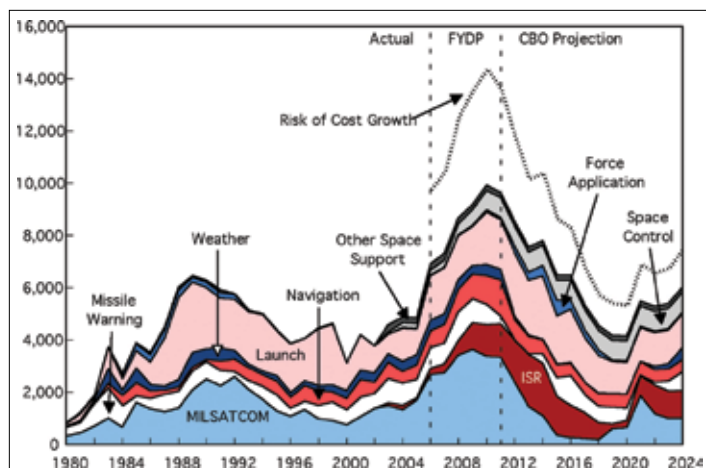 16,000
14,000
12,000
10,000
8,000
6,000
4,000
2,000
0
Actual
FYDP
CBO Projection
Risk of Cost Growth
Force
Application
Space
Control
Weather
Other Space
Support
Missile
Warning
Navigation
Launch
ISR
MILSATCOM
1980 1984 1988 1992 1996 2000 2004 2008 2012 2016 2020 2024